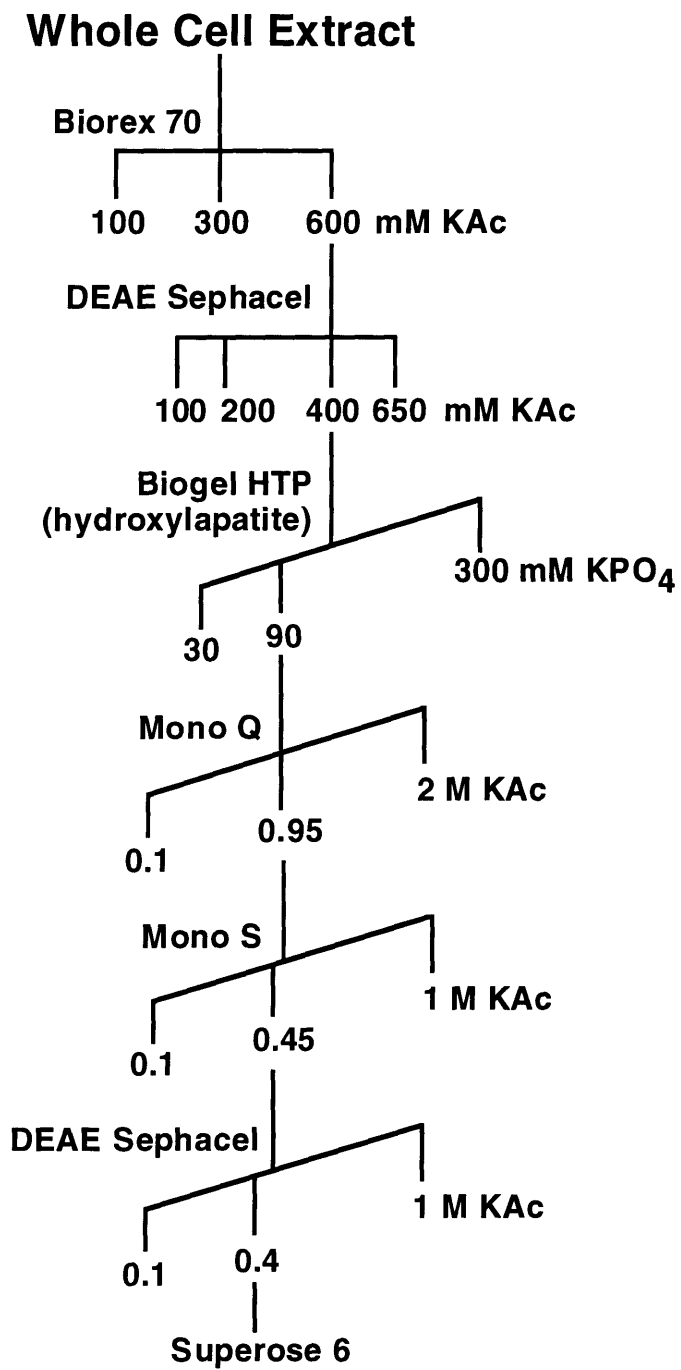 Whole Cell Extract
Biorex 70
100 300 600 mM KAc
DEAE Sephacel
100 200 400 650 mM KAc
Biogel HTP
(hydroxylapatite)
300 mM KPO4
30 90
Mono Q
2 M KAc
0.95
0.1
Mono S
1 M KAc
0.45
0.1
DEAE Sephacel
1 M KAc
0.4
0.1
Superose 6